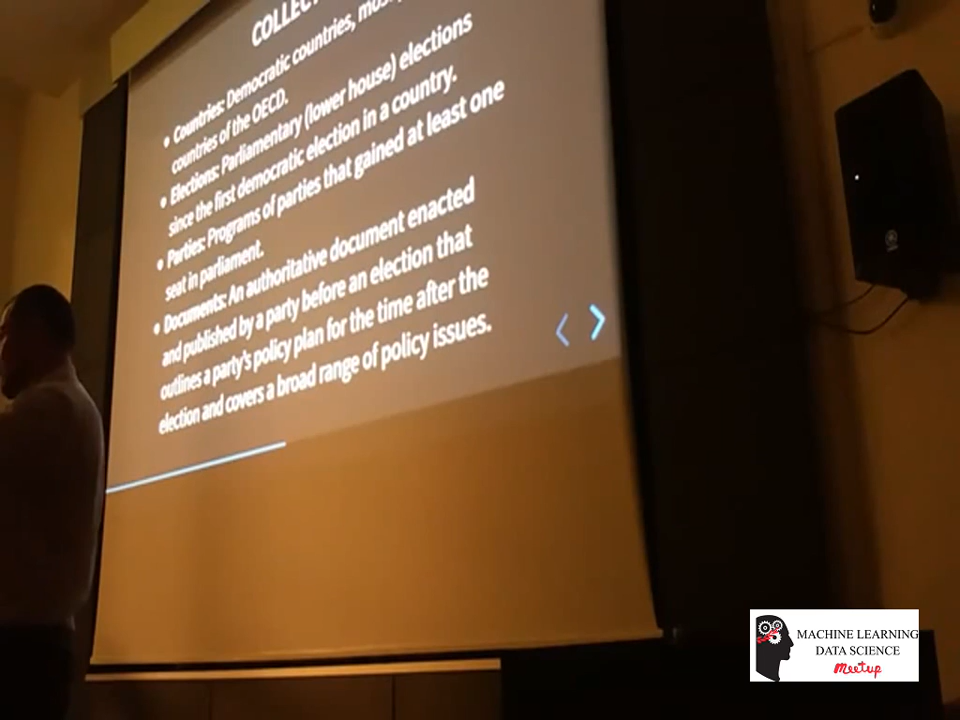 Countries: Democratic countries,
countries of the OECD.
Elections: Parliamentary (lower house) elections
since the first democratic election in a country.
Parties: Programs of parties that gained at least one
seat in parliament.
Documents: An authoritative document enacted
and published by a party before an election that
outlines a party's policy plan for the time after the
election and covers a broad range of policy issues.
MACHINE LEARNING
DATA SCIENCE
Meetup